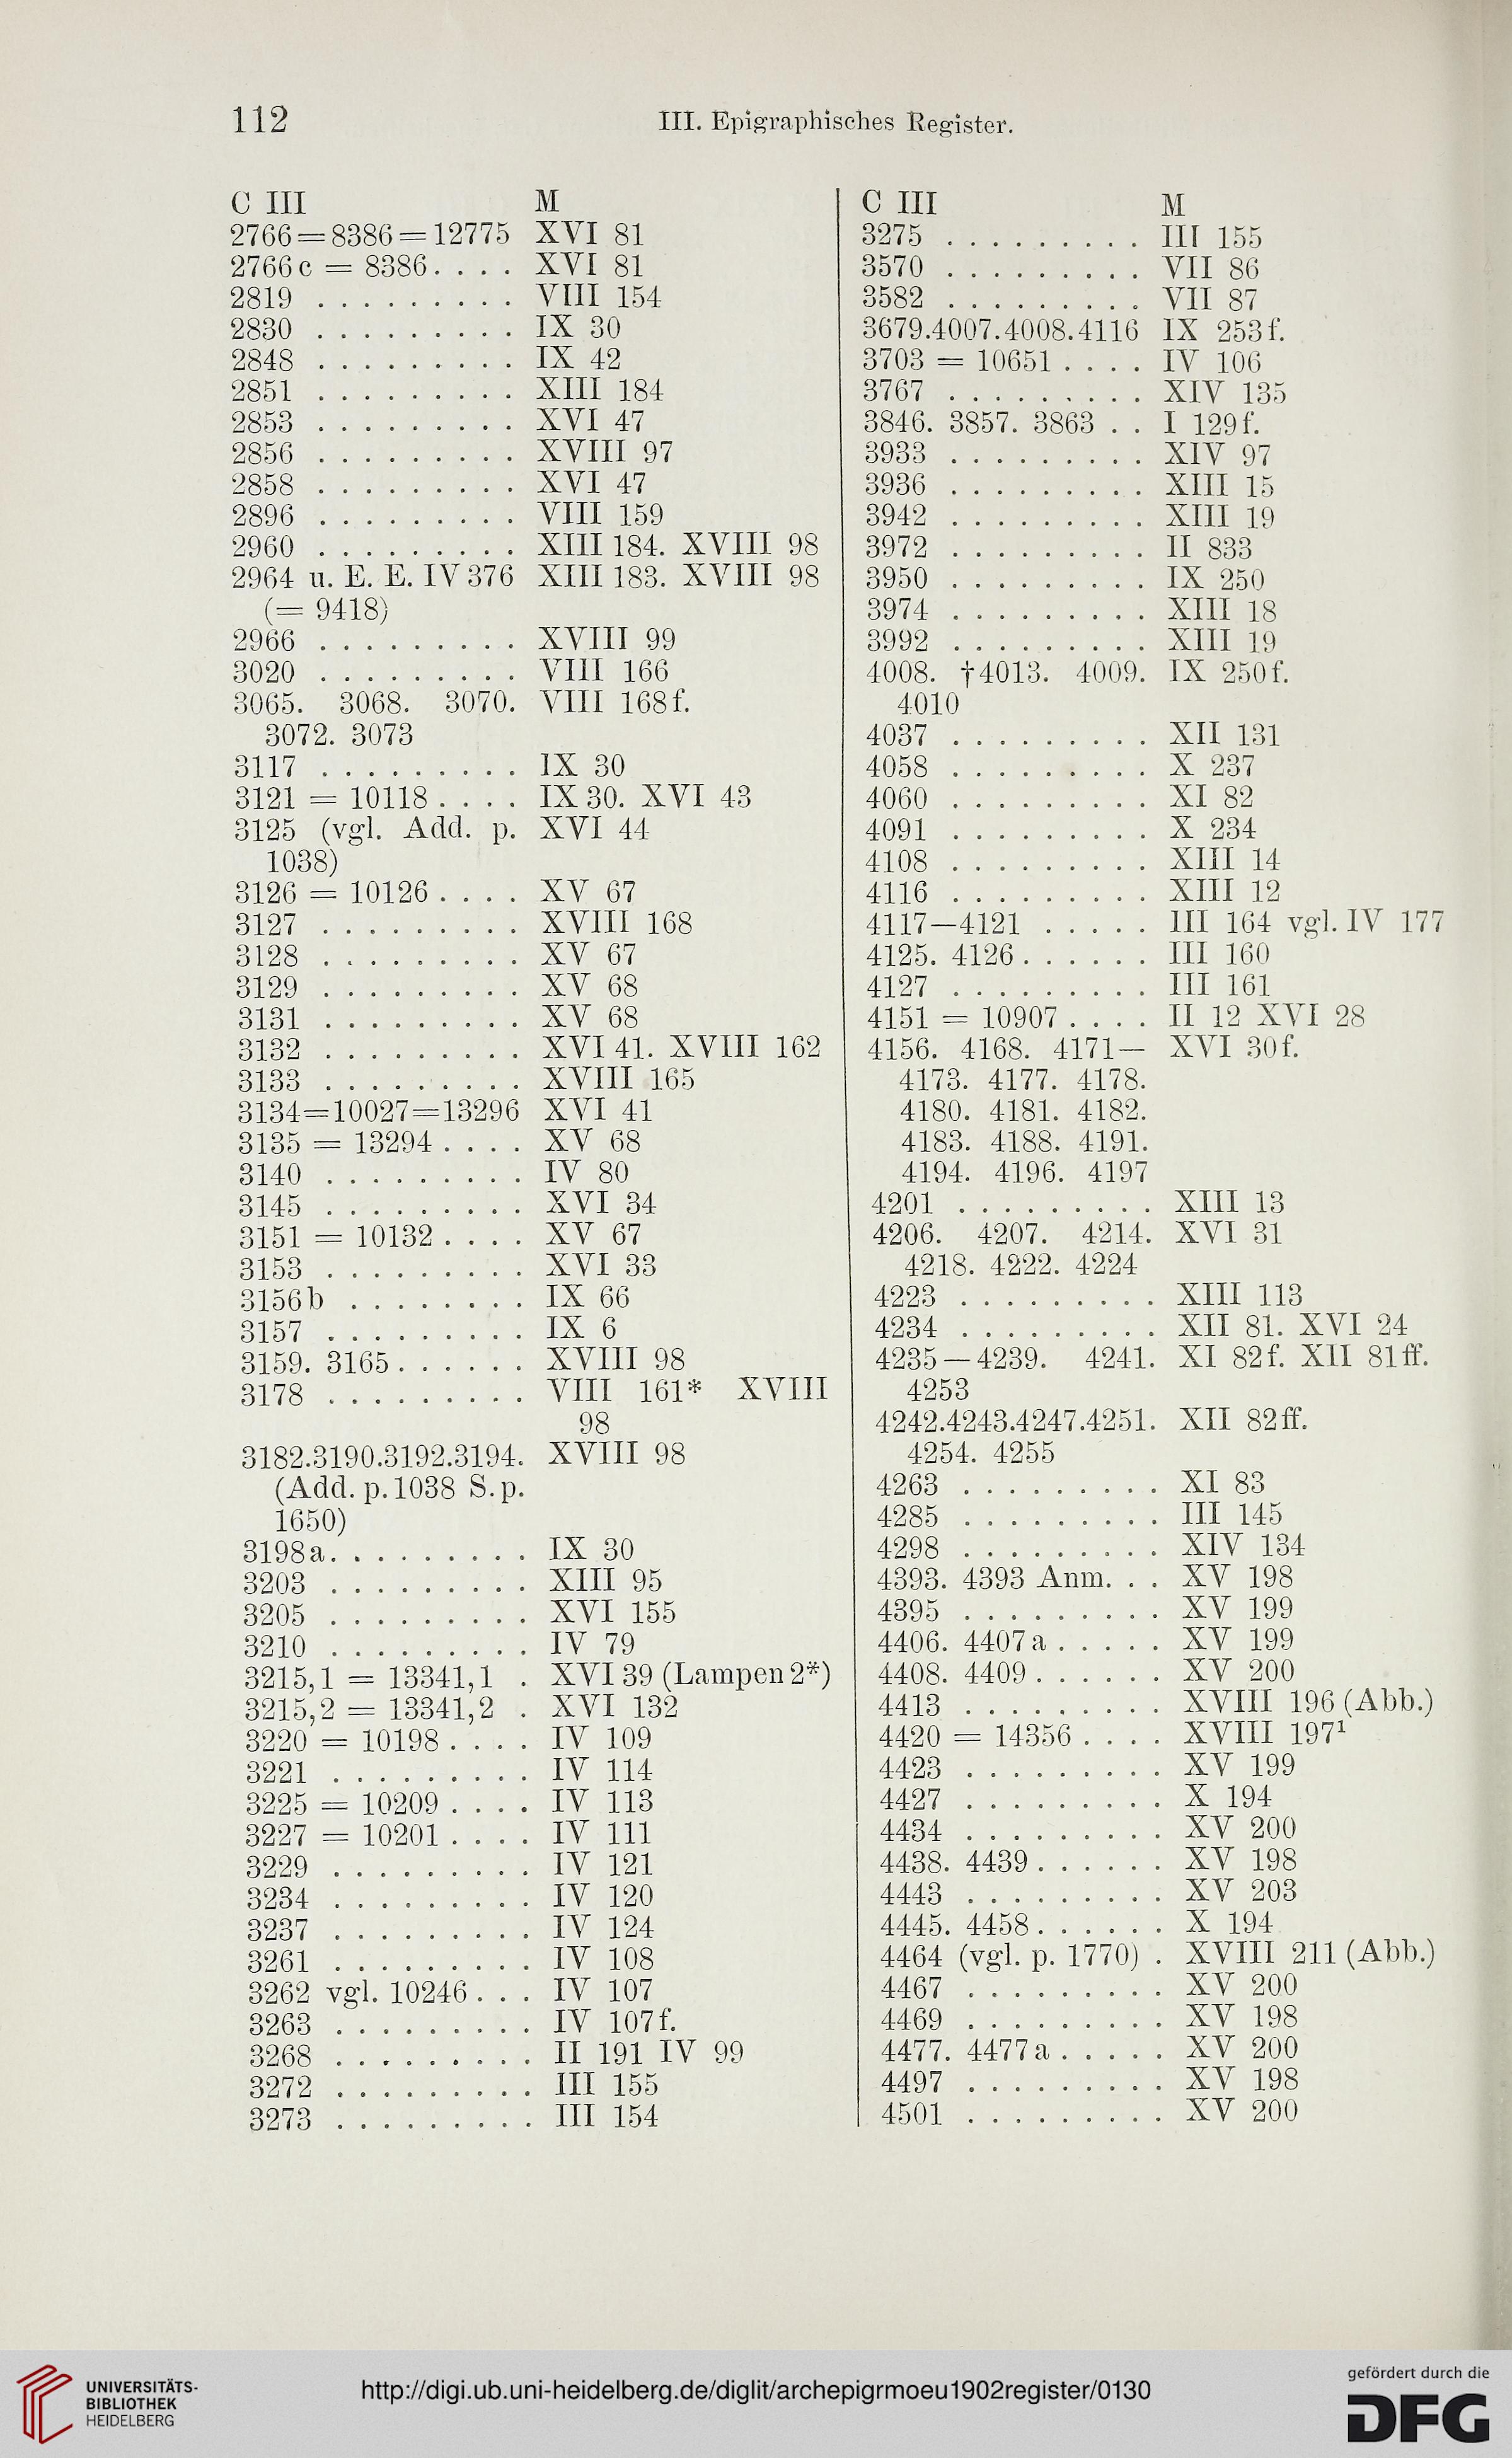 112
III. Epigraphisches Register.
C III M
2766 = 8386 = 12775 XVI 81
2766c = 8386. . . . XVI 81
2819 . . . . . . . . . VIII 154
2830 . . . . . . . . . IX 30
2848 . . . . . . . . . IX 42
2851 . . . . . . . . . XIII 184
2853 . . . . . . . . . XVI 47
2856 . . . . . . . . . XVIII 97
2858 . . . . . . . . . XVI 47
2896 . . . . . . . . . VIII 159
2960 . . . . . . . . . XIII 184. XVIII 98
2964 u. E. E. IV 376 XIII 183. XVIII 98
(= 9418)
2966 . . . . . . . . . XVIII 99
3020 . . . . . . . . . VIII 166
3065. 3068. 3070. VIII 168f.
3072. 3073
3117 . . . . . . . . . IX 30
3121 = 10118 . . . . IX 30. XVI 43
3125 (vgl. Add. p. XVI 44
1038)
3126 = 10126 . . . . XV 67
3127 . . . . . . . . . XVIII 168
3128 . . . . . . . . . XV 67
3129 . . . . . . . . . XV 68
3131 . . . . . . . . . XV 68
3132 . . . . . . . . . XVI 41. XVIII 162
3133 . . . . . . . . . XVIII 165
3134=10027=13296 XVI 41
3135 = 13294 . . . . XV 68
3140 . . . . . . . . . IV 80
3145 . . . . . . . . . XVI 34
3151 = 10132 . . . . XV 67
3153 . . . . . . . . . XVI 33
3156b . . . . . . . . IX 66
3157 . . . . . . . . . IX 6
3159. 3165 . . . . . . XVIII 98
3178 . . . . . . . . . VIII 161* XVIII
98
3182.3190.3192.3194. XVIII 98
(Add. p. 1038 S. p.
1650)
3198a. . . . . . . . . IX 30
3203 . . . . . . . . . XIII 95
3205 . . . . . . . . . XVI 155
3210 . . . . . . . . . IV 79
3215,1 = 13341,1 . XVI 39 (Lampen 2*)
3215,2 = 13341,2 . XVI 132
3220 = 10198 . . . . IV 109
3221 . . . . . . . . . IV 114
3225 = 10209 . . . . IV 113
3227 = 10201 . . . . IV 111
3229 . . . . . . . . . IV 121
3234 . . . . . . . . . IV 120
3237 . . . . . . . . . IV 124
3261 . . . . . . . . . IV 108
3262 vgl. 10246 . . . IV 107
3263 . . . . . . . . . IV 107f.
3268 . . . . . . . . . II 191 IV 99
3272 . . . . . . . . . III 155
3273 . . . . . . . . . III 154
C III M
3275 . . . . . . . . . III 155
3570 . . . . . . . . . VII 86
3582 . . . . . . . . . VII 87
3679.4007.4008.4116 IX 253f.
3703 = 10651 . . . . IV 106
3767 . . . . . . . . . XIV 135
3846. 3857. 3863 . . I 129f.
3933 . . . . . . . . . XIV 97
3936 . . . . . . . . . XIII 15
3942 . . . . . . . . . XIII 19
3972 . . . . . . . . . II 833
3950 . . . . . . . . . IX 250
3974 . . . . . . . . . XIII 18
3992 . . . . . . . . . XIII 19
4008. †4013. 4009. IX 250f.
4010
4037 . . . . . . . . . XII 131
4058 . . . . . . . . . X 237
4060 . . . . . . . . . XI 82
4091 . . . . . . . . . X 234
4108 . . . . . . . . . XIII 14
4116 . . . . . . . . . XIII 12
4117—4121 . . . . . III 164 vgl. IV 177
4125. 4126 . . . . . . III 160
4127 . . . . . . . . . III 161
4151 = 10907 . . . . II 12 XVI 28
4156. 4168. 4171— XVI 30f.
4173. 4177. 4178.
4180. 4181. 4182.
4183. 4188. 4191.
4194. 4196. 4197
4201 . . . . . . . . . XIII 13
4206. 4207. 4214. XVI 31
4218. 4222. 4224
4223 . . . . . . . . . XIII 113
4234 . . . . . . . . . XII 81. XVI 24
4235 — 4239. 4241. XI 82f. XII 81ff.
4253
4242.4243.4247.4251. XII 82ff.
4254. 4255
4263 . . . . . . . . . XI 83
4285 . . . . . . . . . III 145
4298 . . . . . . . . . XIV 134
4393. 4393 Anm. . . XV 198
4395 . . . . . . . . . XV 199
4406. 4407a . . . . . XV 199
4408. 4409 . . . . . . XV 200
4413 . . . . . . . . . XVIII 196 (Abb.)
4420 = 14356 . . . . XVIII 197¹
4423 . . . . . . . . . XV 199
4427 . . . . . . . . . X 194
4434 . . . . . . . . . XV 200
4438. 4439 . . . . . . XV 198
4443 . . . . . . . . . XV 203
4445. 4458 . . . . . . X 194
4464 (vgl. p. 1770) . XVIII 211 (Abb.)
4467 . . . . . . . . . XV 200
4469 . . . . . . . . . XV 198
4477. 4477a . . . . . XV 200
4497 . . . . . . . . . XV 198
4501 . . . . . . . . . XV 200
UNIVERSITÄTS-
BIBLIOTHEK
HEIDELBERG
http://digi.ub.uni-heidelberg.de/diglit/archepigrmoeu1902register/0130
gefördert durch die
DFG